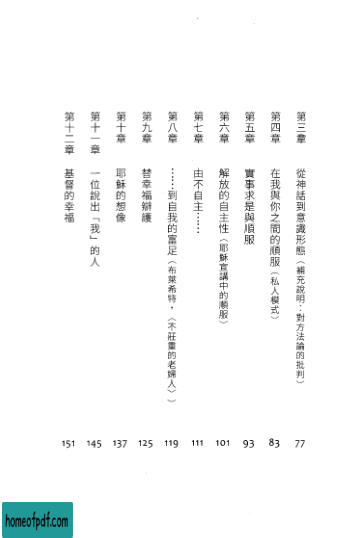 第三章 從神話到意識形態（補充說明：對方法論的批判） 77
第四章 在我與你之間的順服（私人模式） 83
第五章 實事求是與順服 93
第六章 解放的自主性（耶穌宣講中的順服） 101
第七章 由不自主…… 111
第八章 ……到自我的富足（布萊希特，〈不莊重的老婦人〉） 119
第九章 替幸福辯護 125
第十章 耶穌的想像 137
第十一章 一位說出「我」的人 145
第十二章 基督的幸福 151
homeofpdf.com